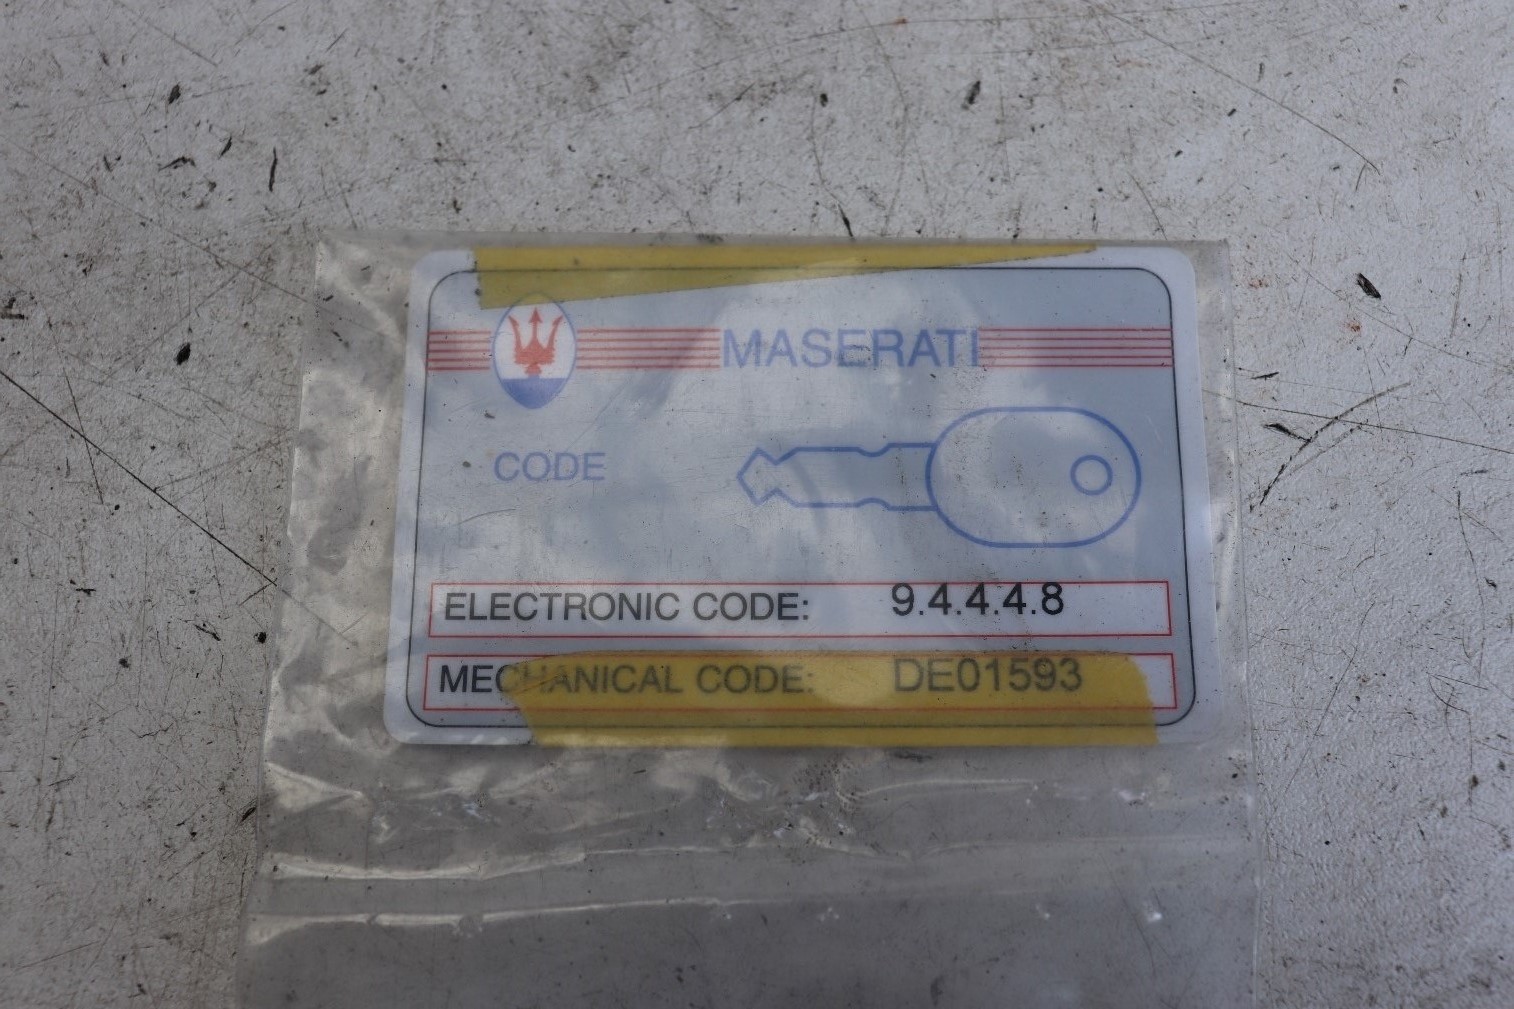 MASERATI
CODE
ELECTRONIC CODE: 9.4.4.4.8
MECHANICAL CODE: DE01593